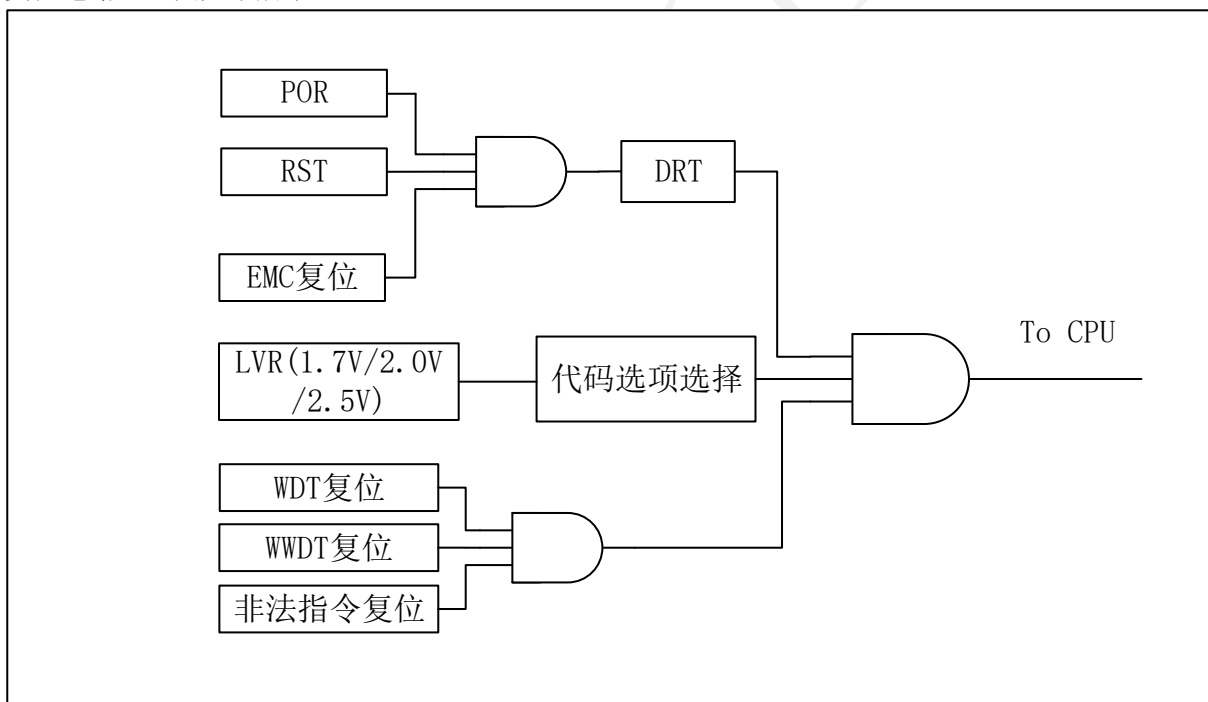 POR
RST
DRT
EMC复位
To CPU
LVR(1.7V/2.0V
/2.5V)
代码选项选择
WDT复位
WWDT复位
非法指令复位